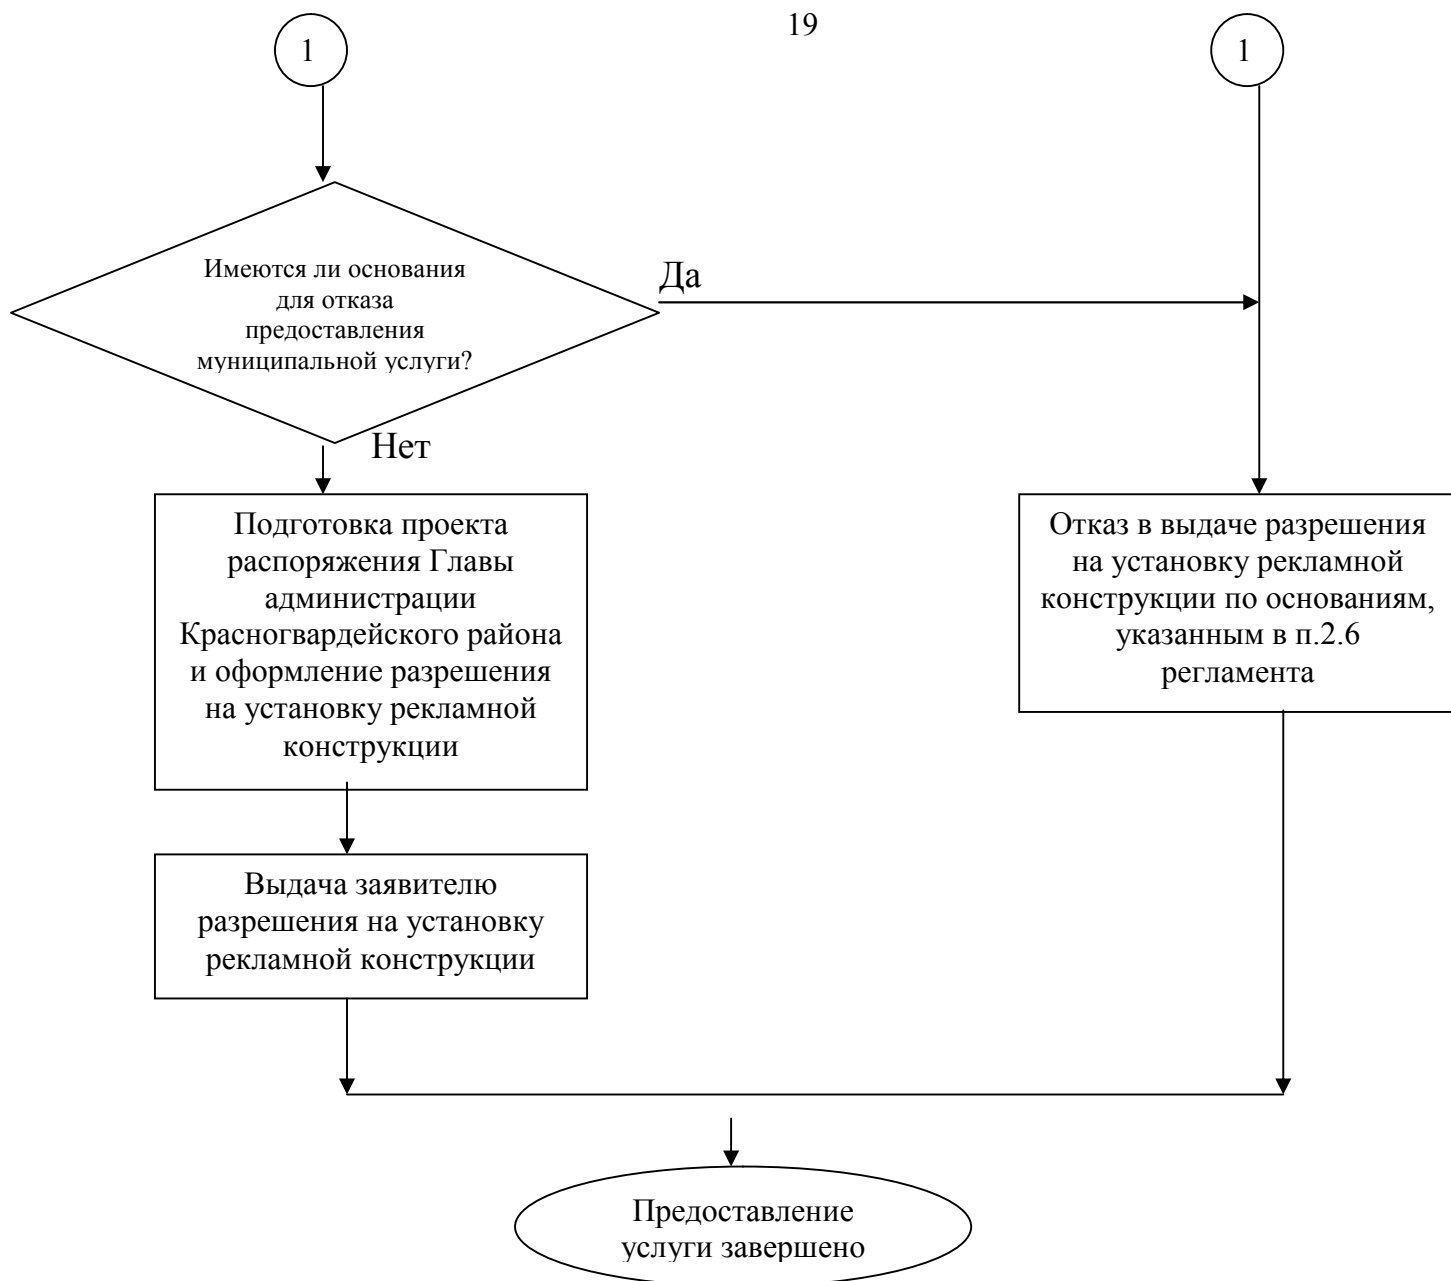 19
1
1
Имеются ли основания
для отказа
предоставления
муниципальной услуги?
Да
Нет
Подготовка проекта
распоряжения Главы
администрации
Красногвардейского района
и оформление разрешения
на установку рекламной
конструкции
Отказ в выдаче разрешения
на установку рекламной
конструкции по основаниям,
указанным в п.2.6
регламента
Выдача заявителю
разрешения на установку
рекламной конструкции
Предоставление
услуги завершено